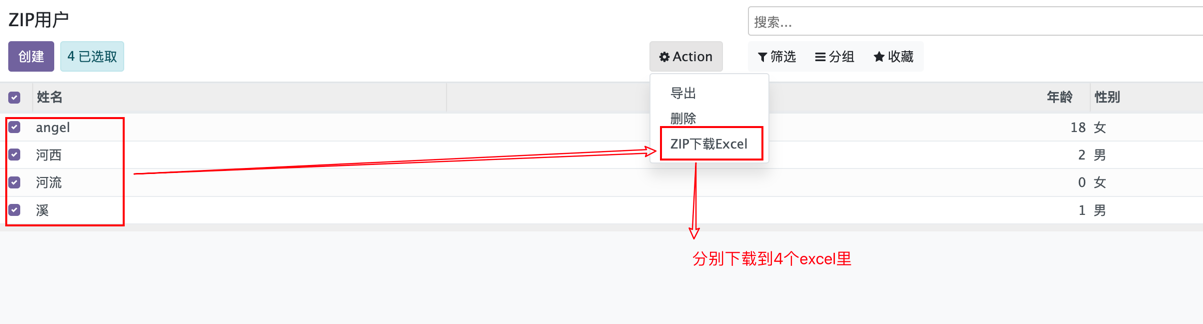 ZIP用户
搜索...
创建 4 已选取 Action 筛选 分组 收藏
姓名 年龄 性别
导出
删除
ZIP下载Excel
angel 18 女
河西 2 男
河流 0 女
溪 1 男
分别下载到4个excel里